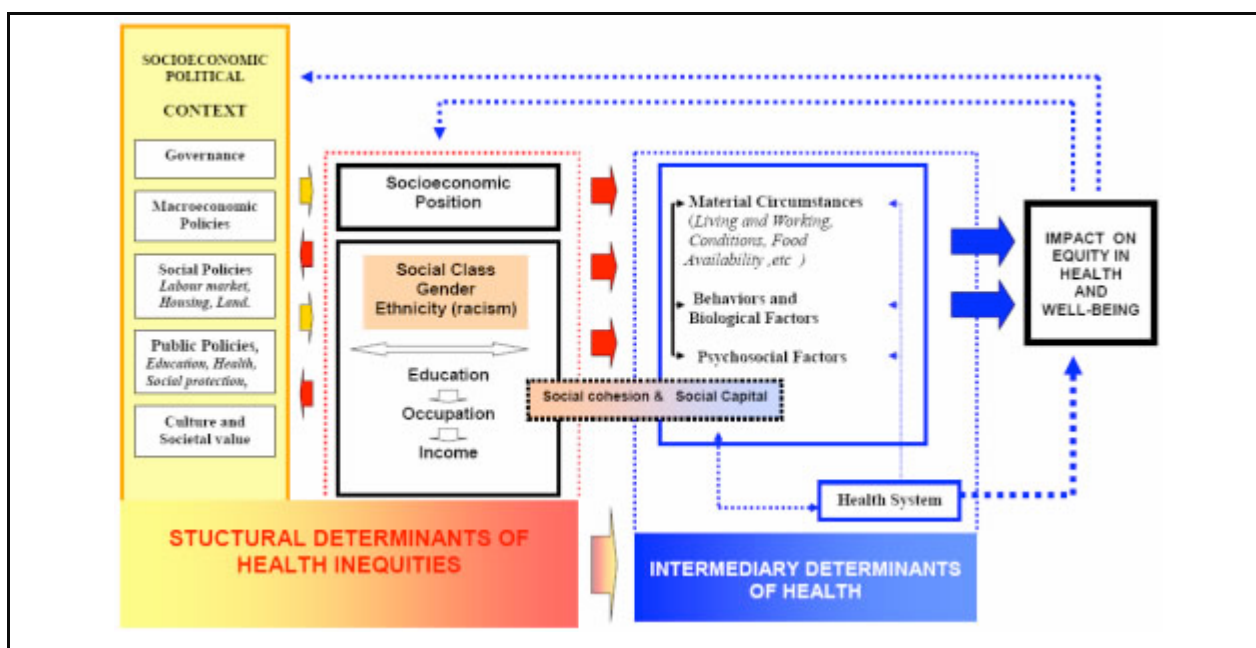 SOCIOECONOMIC
POLITICAL
CONTEXT
Governance
Macroeconomic
Policies
Social Policies
Labour market,
Housing, Land.
Public Policies,
Education, Health,
Social protection,
Culture and
Societal value
Socioeconomic
Position
Social Class
Gender
Ethnicity (racism)
Education
Occupation
Income
Social cohesion & Social Capital
Material Circumstances
(Living and Working,
Conditions, Food
Availability ,etc )
Behaviors and
Biological Factors
Psychosocial Factors
Health System
IMPACT ON
EQUITY IN
HEALTH
AND
WELL-BEING
STUCTURAL DETERMINANTS OF
HEALTH INEQUITIES
INTERMEDIARY DETERMINANTS
OF HEALTH